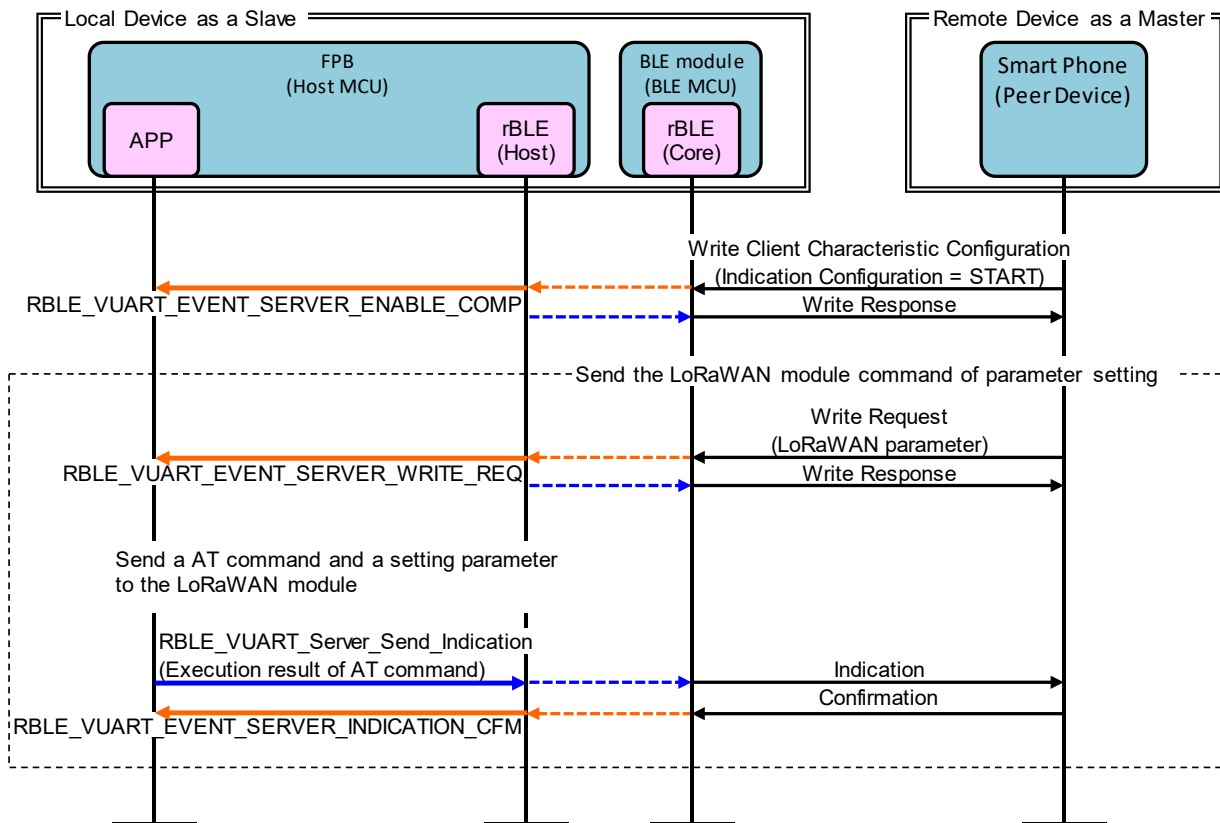 Local Device as a Slave
Remote Device as a Master
FPB
(Host MCU)
BLE module
(BLE MCU)
Smart Phone
(Peer Device)
APP
rBLE
(Host)
rBLE
(Core)
Write Client Characteristic Configuration
(Indication Configuration = START)
RBLE_VUART_EVENT_SERVER_ENABLE_COMP
Write Response
Send the LoRaWAN module command of parameter setting
Write Request
(LoRaWAN parameter)
RBLE_VUART_EVENT_SERVER_WRITE_REQ
Write Response
Send a AT command and a setting parameter
to the LoRaWAN module
RBLE_VUART_Server_Send_Indication
(Execution result of AT command)
Indication
Confirmation
RBLE_VUART_EVENT_SERVER_INDICATION_CFM